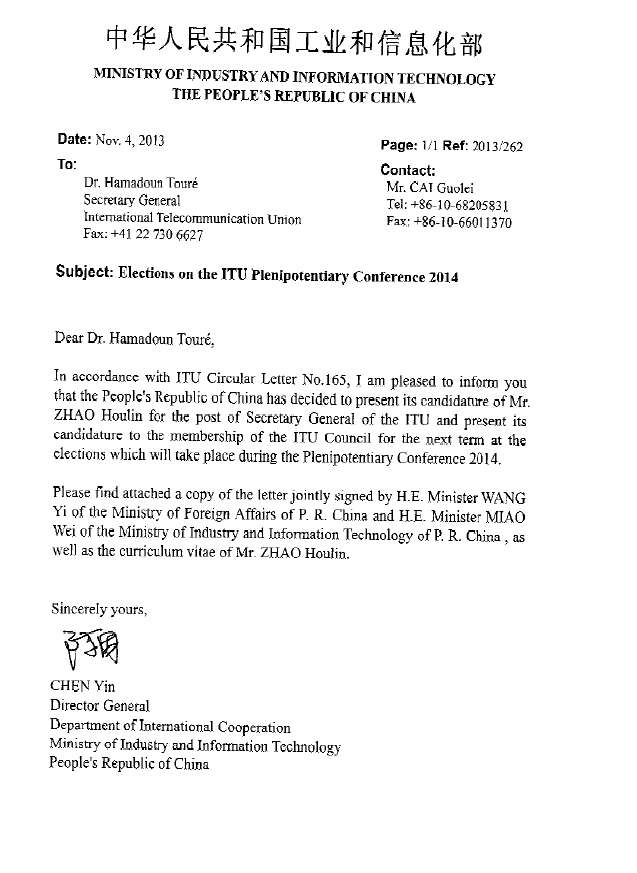 中华人民共和国工业和信息化部
MINISTRY OF INDUSTRY AND INFORMATION TECHNOLOGY
THE PEOPLE'S REPUBLIC OF CHINA
Date: Nov. 4, 2013
Page: 1/1 Ref: 2013/262
To:
Dr. Hamadoun Touré
Secretary General
International Telecommunication Union
Fax: +41 22 730 6627
Contact:
Mr. CAI Guolei
Tel: +86-10-68205831
Fax: +86-10-66011370
Subject: Elections on the ITU Plenipotentiary Conference 2014
Dear Dr. Hamadoun Touré,
In accordance with ITU Circular Letter No.165, I am pleased to inform you
that the People's Republic of China has decided to present its candidature of Mr.
ZHAO Houlin for the post of Secretary General of the ITU and present its
candidature to the membership of the ITU Council for the next term at the
elections which will take place during the Plenipotentiary Conference 2014.
Please find attached a copy of the letter jointly signed by H.E. Minister WANG
Yi of the Ministry of Foreign Affairs of P. R. China and H.E. Minister MIAO
Wei of the Ministry of Industry and Information Technology of P. R. China , as
well as the curriculum vitae of Mr. ZHAO Houlin.
Sincerely yours,
CHEN Yin
Director General
Department of International Cooperation
Ministry of Industry and Information Technology
People's Republic of China